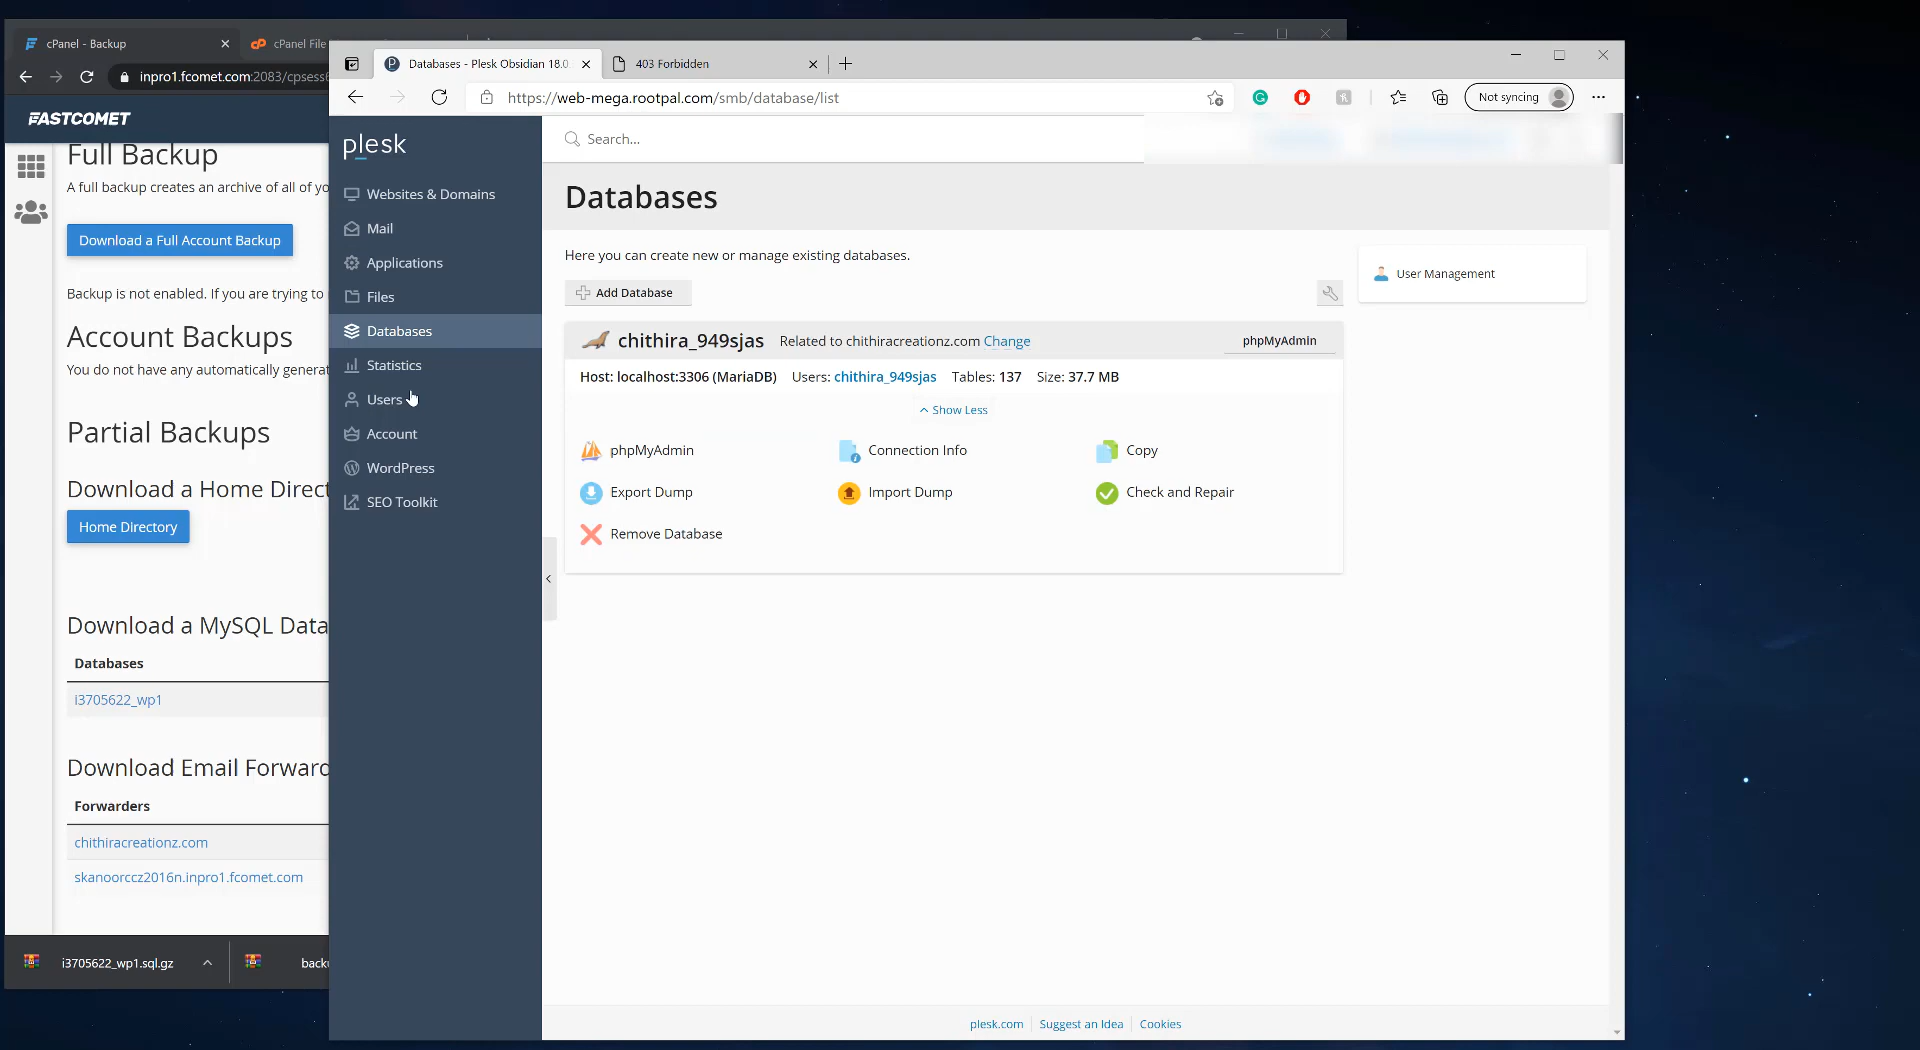 cPanel - Backup
cPanel File
inpro1.fcomet.com:2083/cpsess
FASTCOMET
Full Backup
A full backup creates an archive of all of yo
Download a Full Account Backup
Backup is not enabled. If you are trying to
Account Backups
You do not have any automatically generat
Partial Backups
Download a Home Direct
Home Directory
Download a MySQL Data
Databases
i3705622_wp1
Download Email Forward
Forwarders
chithiracreationz.com
skanoorccz2016n.inpro1.fcomet.com
i3705622_wp1.sql.gz
back
Databases - Plesk Obsidian 18.0
403 Forbidden
https://web-mega.rootpal.com/smb/database/list
Not syncing
plesk
Websites & Domains
Mail
Applications
Files
Databases
Statistics
Users
Account
WordPress
SEO Toolkit
Search...
Databases
Here you can create new or manage existing databases.
Add Database
User Management
chithira_949sjas Related to chithiracreationz.com Change phpMyAdmin
Host: localhost:3306 (MariaDB) Users: chithira_949sjas Tables: 137 Size: 37.7 MB
Show Less
phpMyAdmin Connection Info Copy
Export Dump Import Dump Check and Repair
Remove Database
plesk.com Suggest an Idea Cookies